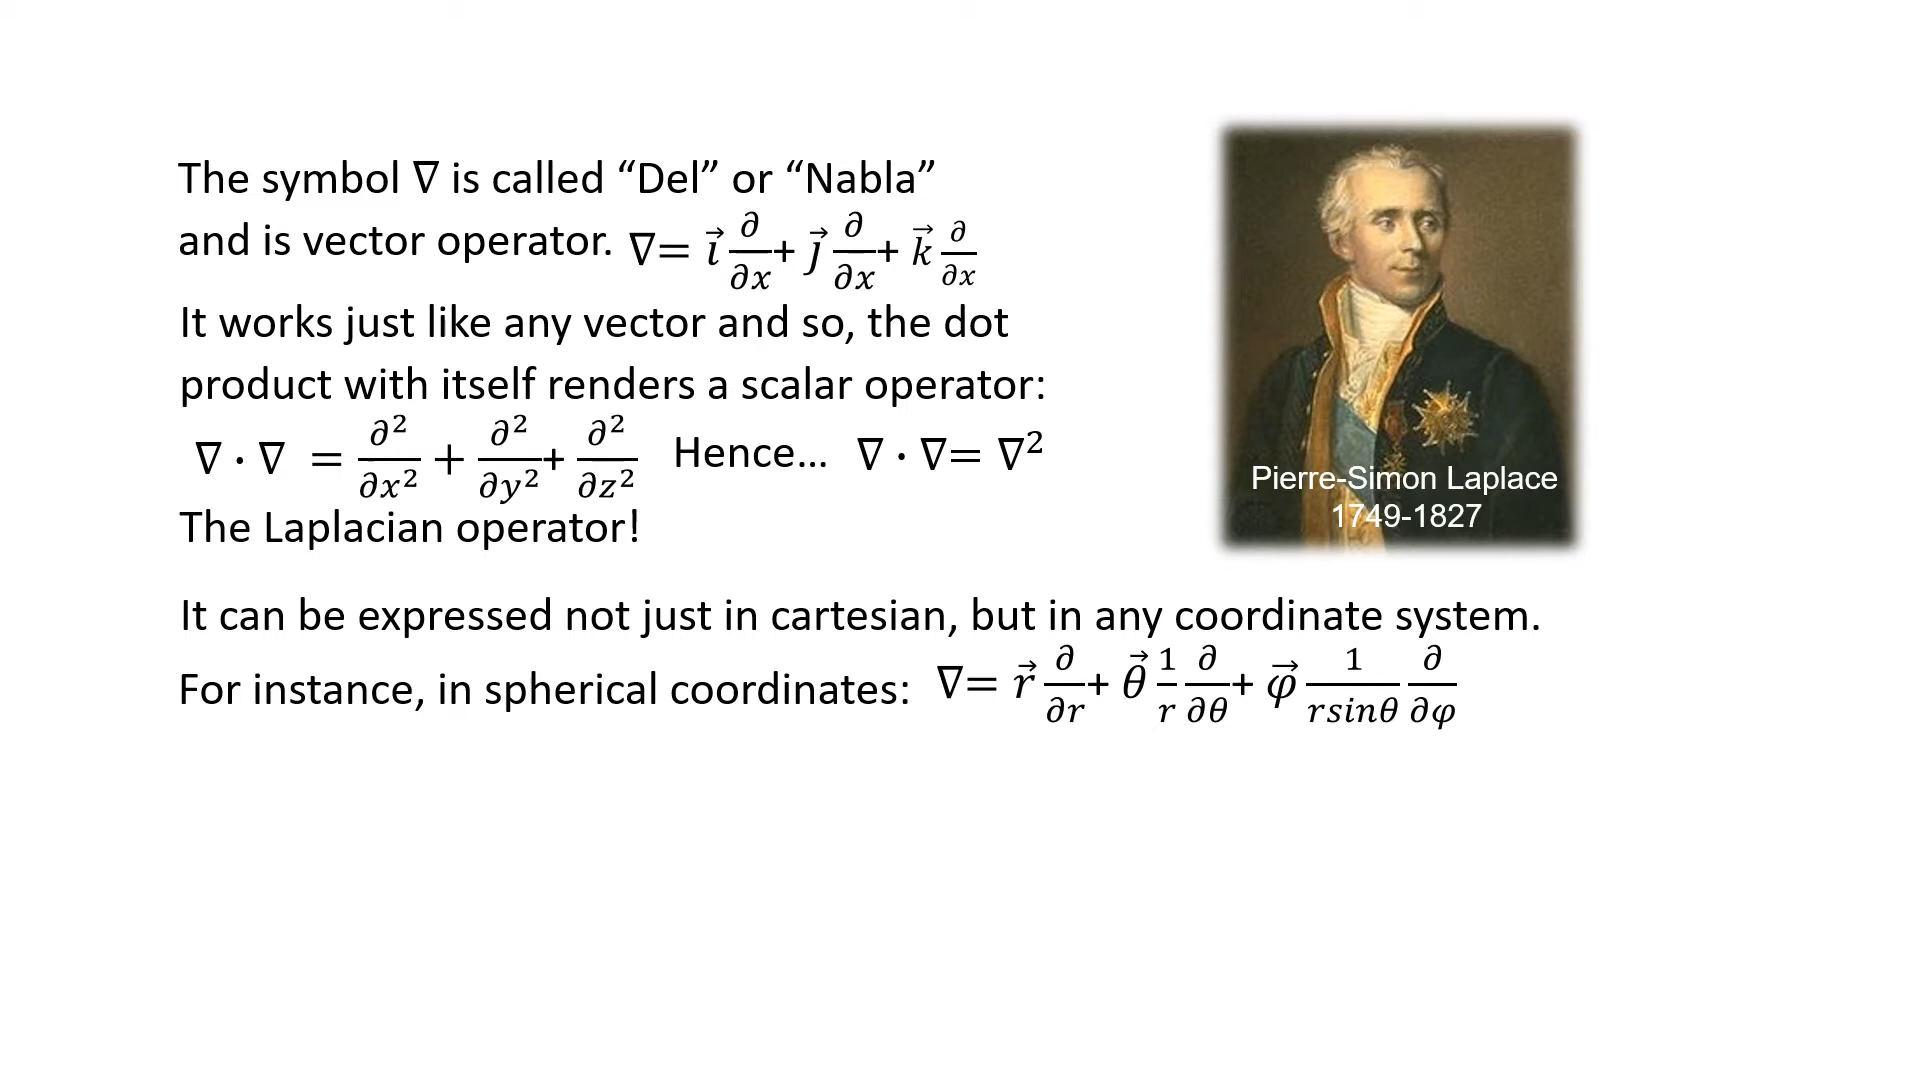 The symbol ∇ is called “Del” or “Nabla”
and is vector operator. ∇= i⃗ ∂/∂x + j⃗ ∂/∂x + k⃗ ∂/∂x
It works just like any vector and so, the dot
product with itself renders a scalar operator:
∇ · ∇ = ∂²/∂x² + ∂²/∂y² + ∂²/∂z² Hence... ∇ · ∇= ∇²
The Laplacian operator!
Pierre-Simon Laplace
1749-1827
It can be expressed not just in cartesian, but in any coordinate system.
For instance, in spherical coordinates: ∇= r⃗ ∂/∂r + θ⃗ 1/r ∂/∂θ + φ⃗ 1/rsinθ ∂/∂φ